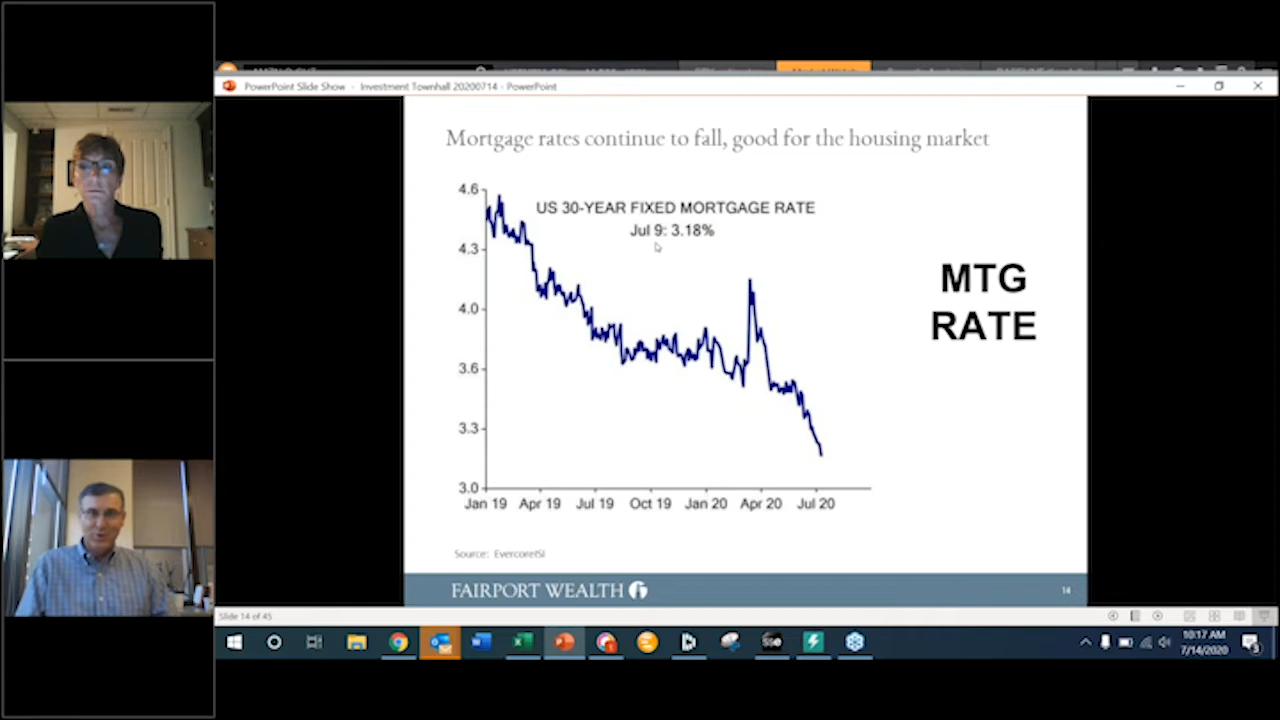 PowerPoint Slide Show - Investment Townhall 20200714 - PowerPoint
Mortgage rates continue to fall, good for the housing market
US 30-YEAR FIXED MORTGAGE RATE
Jul 9: 3.18%
4.6
4.3
4.0
3.6
3.3
3.0
Jan 19 Apr 19 Jul 19 Oct 19 Jan 20 Apr 20 Jul 20
MTG
RATE
Source: EvercoreISI
FAIRPORT WEALTH
14
Slide 14 of 45
10:17 AM
7/14/2020